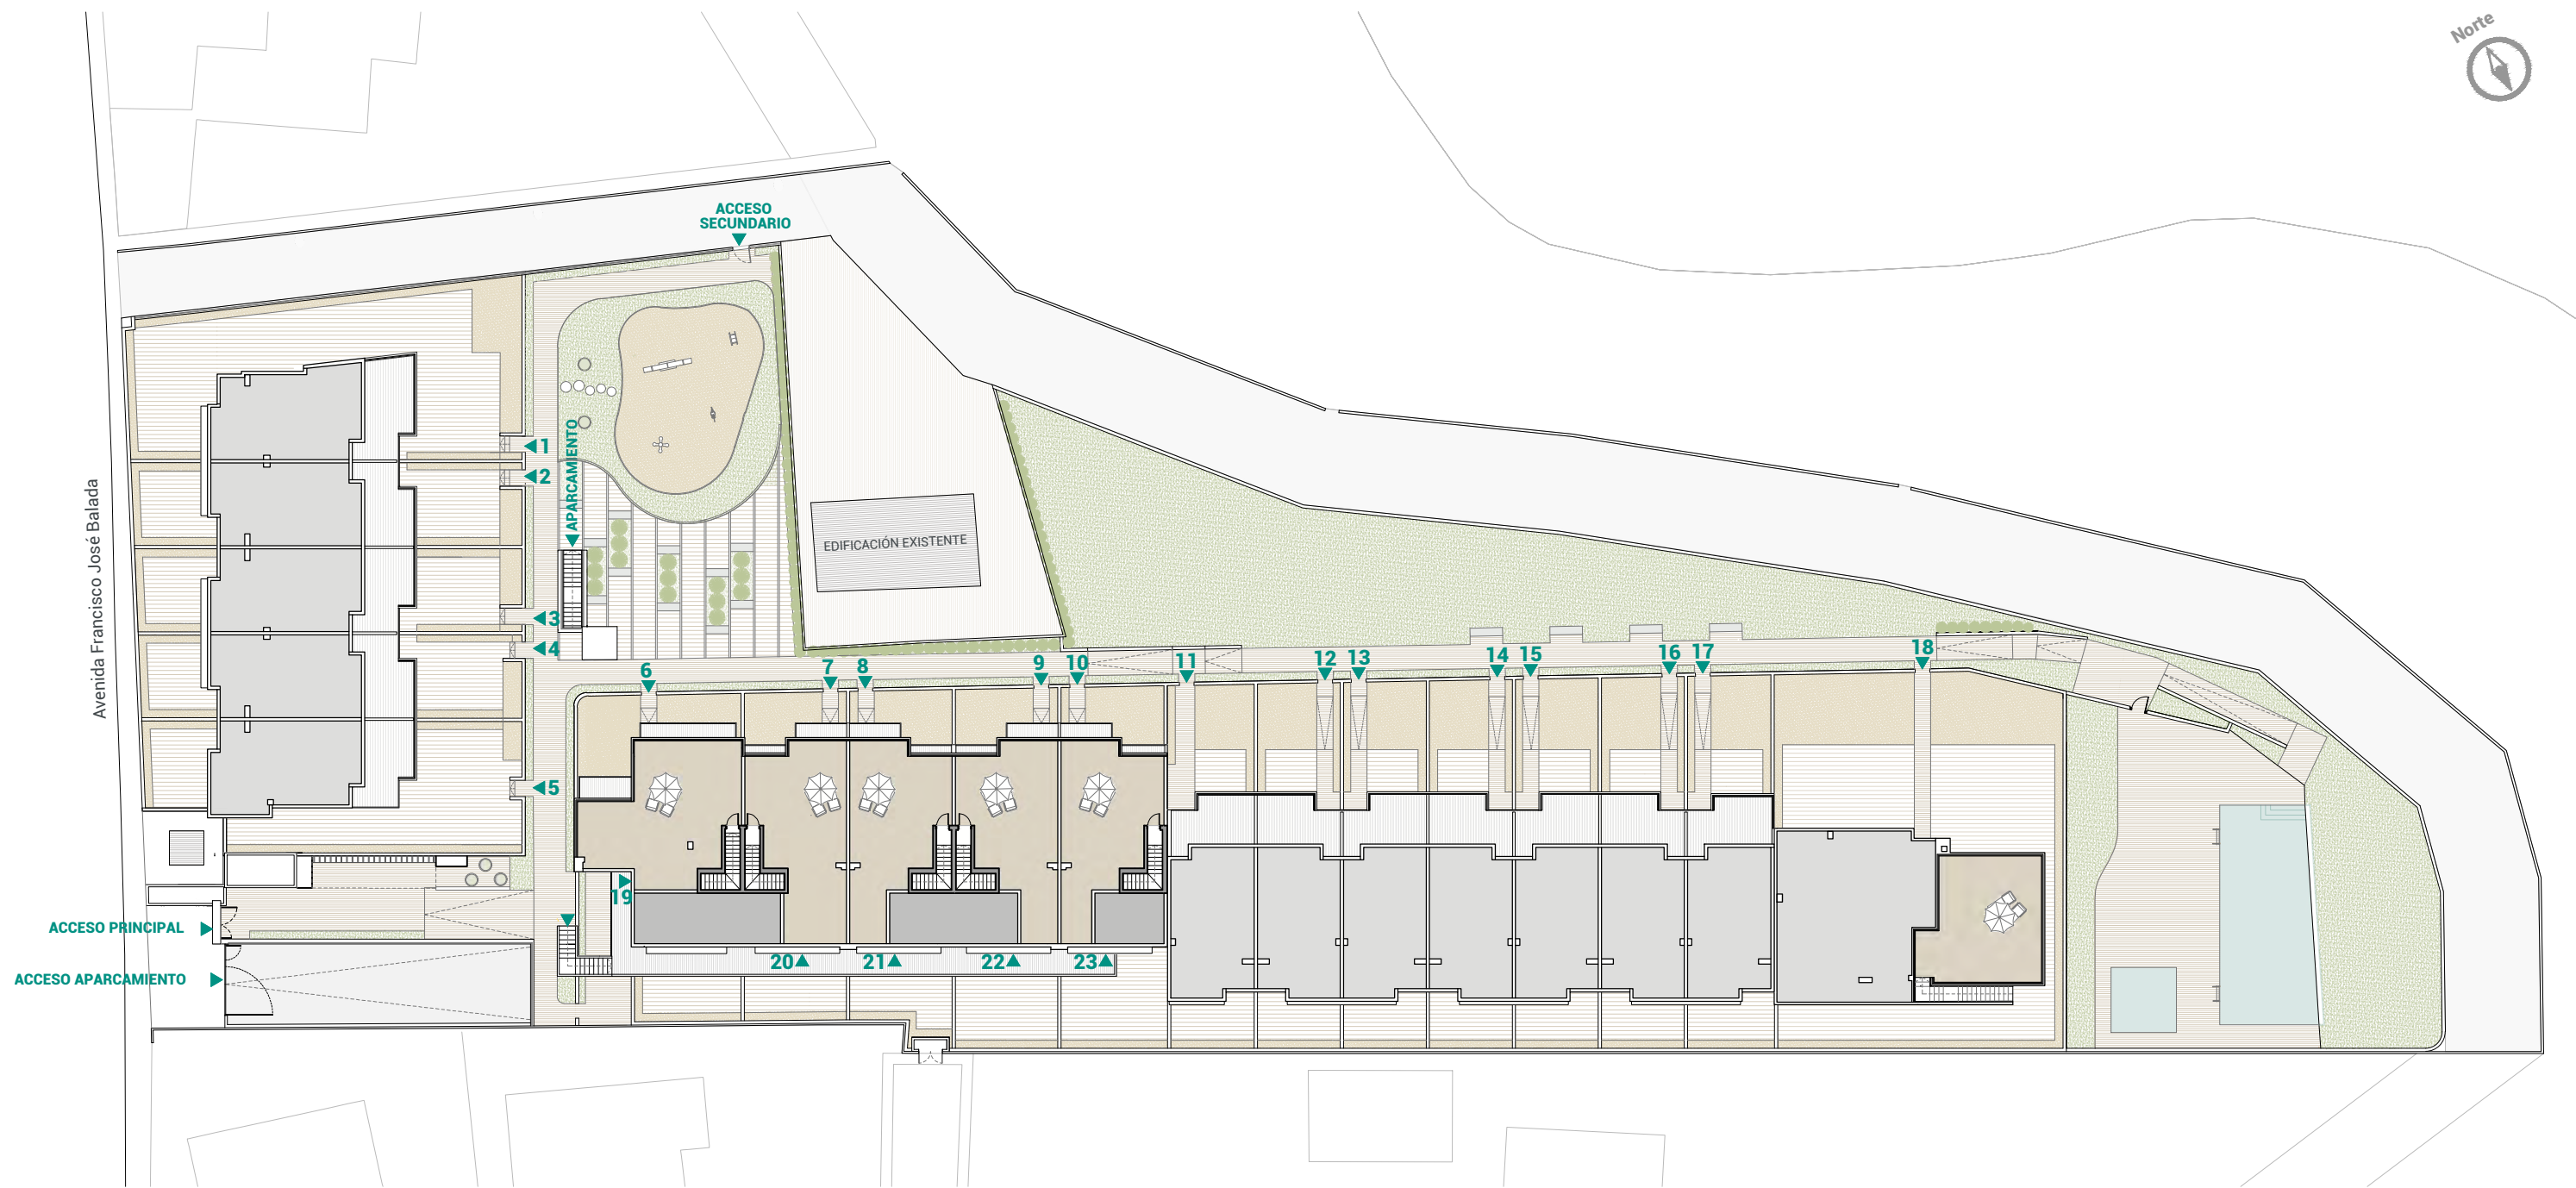 Norte
ACCESO
SECUNDARIO
APARCAMIENTO
1
2
3
4
5
EDIFICACIÓN EXISTENTE
Avenida Francisco José Balada
6
7
8
9
10
11
12
13
14
15
16
17
18
19
20
21
22
23
ACCESO PRINCIPAL
ACCESO APARCAMIENTO